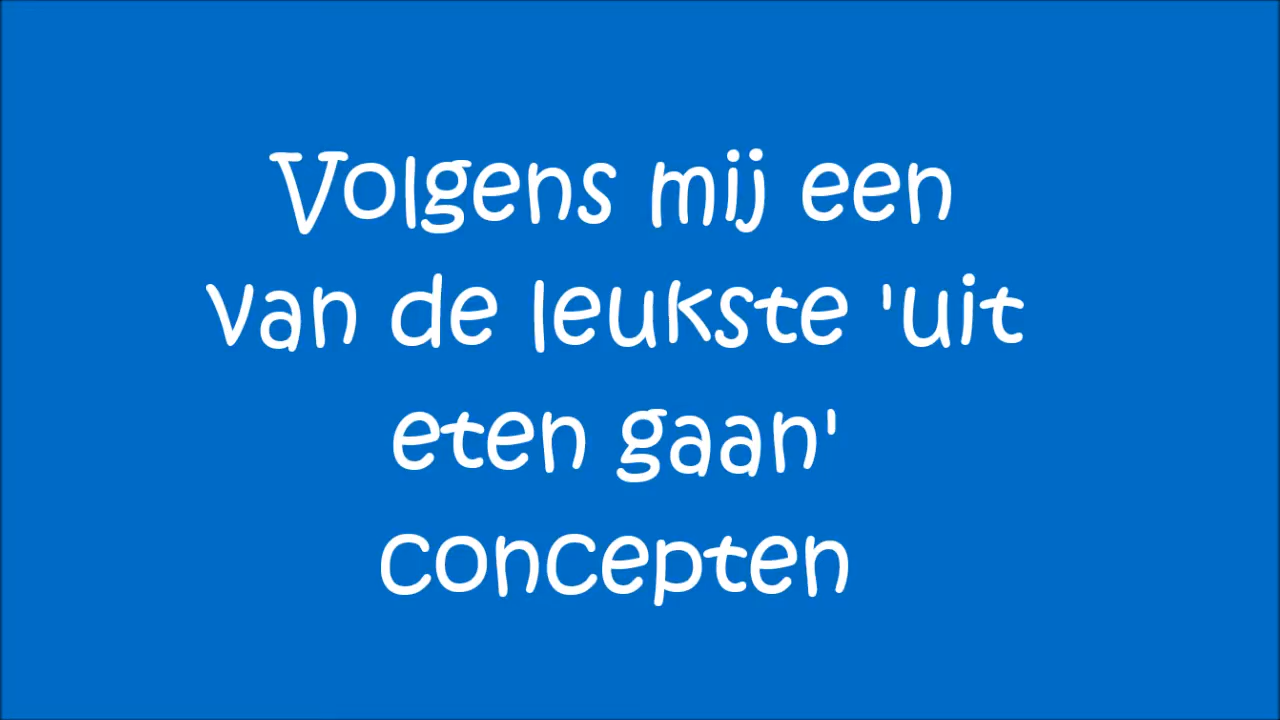 Volgens mij een
van de leukste 'uit
eten gaan'
concepten